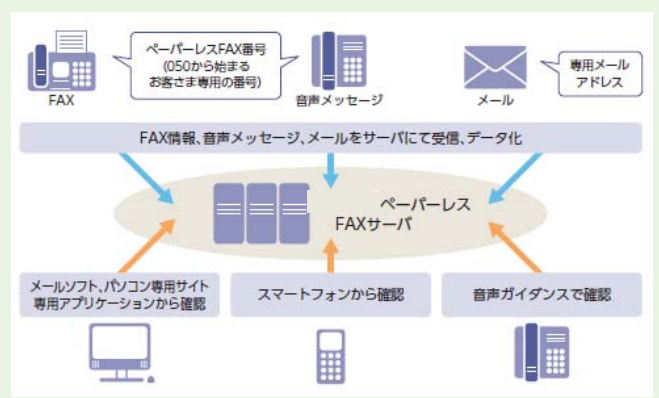 ペーパーレスFAX番号
(050から始まる
お客さま専用の番号)
専用メール
アドレス
FAX
音声メッセージ
メール
FAX情報、音声メッセージ、メールをサーバにて受信、データ化
ペーパーレス
FAXサーバ
メールソフト、パソコン専用サイト
専用アプリケーションから確認
スマートフォンから確認
音声ガイダンスで確認